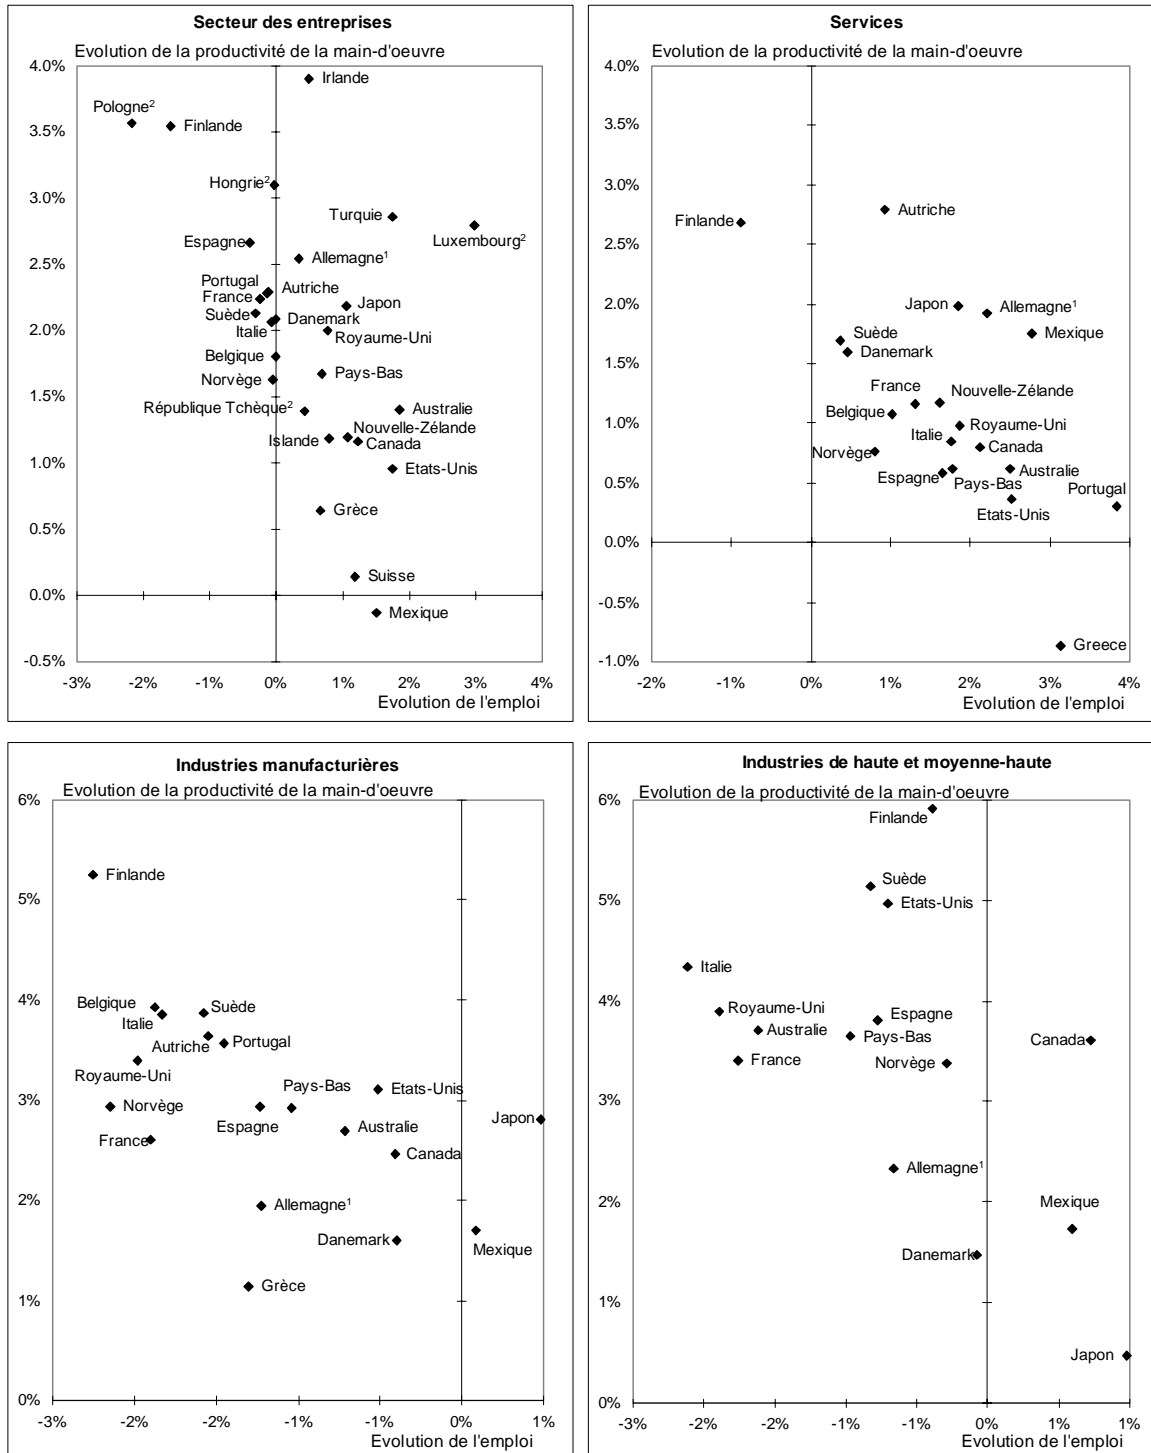 Secteur des entreprises
Evolution de la productivité de la main-d'oeuvre
4.0%
Irlande
Pologne²
3.5%
Finlande
Hongrie²
3.0%
Turquie
Luxembourg²
Espagne
2.5%
Allemagne¹
Portugal
Autriche
France
Japon
Suède
Danemark
2.0%
Italie
Royaume-Uni
Belgique
Norvège
Pays-Bas
1.5%
République Tchèque²
Australie
Nouvelle-Zélande
Islande
Canada
1.0%
Etats-Unis
Grèce
0.5%
Suisse
0.0%
Mexique
-0.5%
-3% -2% -1% 0% 1% 2% 3% 4%
Evolution de l'emploi
Services
Evolution de la productivité de la main-d'oeuvre
4.0%
3.5%
3.0%
Autriche
Finlande
2.5%
2.0%
Japon
Allemagne¹
Suède
Mexique
Danemark
1.5%
France
Nouvelle-Zélande
Belgique
1.0%
Royaume-Uni
Italie
Canada
Norvège
Espagne
Pays-Bas
Australie
Portugal
0.5%
Etats-Unis
0.0%
-0.5%
Greece
-1.0%
-2% -2% 0% 1% 2% 3% 4%
Evolution de l'emploi
Industries manufacturières
Evolution de la productivité de la main-d'oeuvre
6%
Finlande
5%
4%
Belgique
Suède
Italie
Autriche
Portugal
Royaume-Uni
Pays-Bas
Etats-Unis
3%
Norvège
Espagne
Australie
Japon
France
Canada
2%
Allemagne¹
Danemark
Mexique
Grèce
1%
0%
-3% -2% -2% -1% -1% 0% 1%
Evolution de l'emploi
Industries de haute et moyenne-haute
Evolution de la productivité de la main-d'oeuvre
6%
Finlande
Suède
5%
Etats-Unis
Italie
4%
Royaume-Uni
Espagne
Australie
Pays-Bas
Canada
France
Norvège
3%
Allemagne¹
2%
Mexique
Danemark
1%
Japon
0%
-3% -2% -2% -1% -1% 0% 1% 1%
Evolution de l'emploi